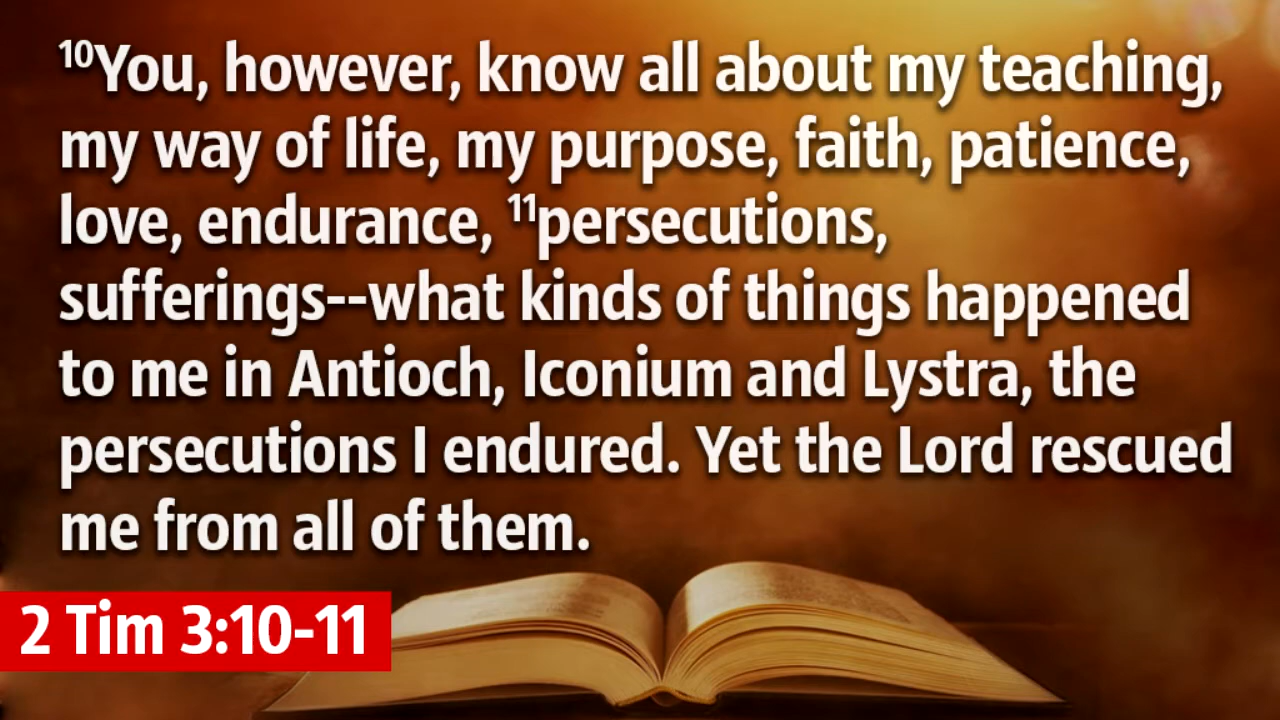 10You, however, know all about my teaching,
my way of life, my purpose, faith, patience,
love, endurance, 11persecutions,
sufferings--what kinds of things happened
to me in Antioch, Iconium and Lystra, the
persecutions I endured. Yet the Lord rescued
me from all of them.
2 Tim 3:10-11